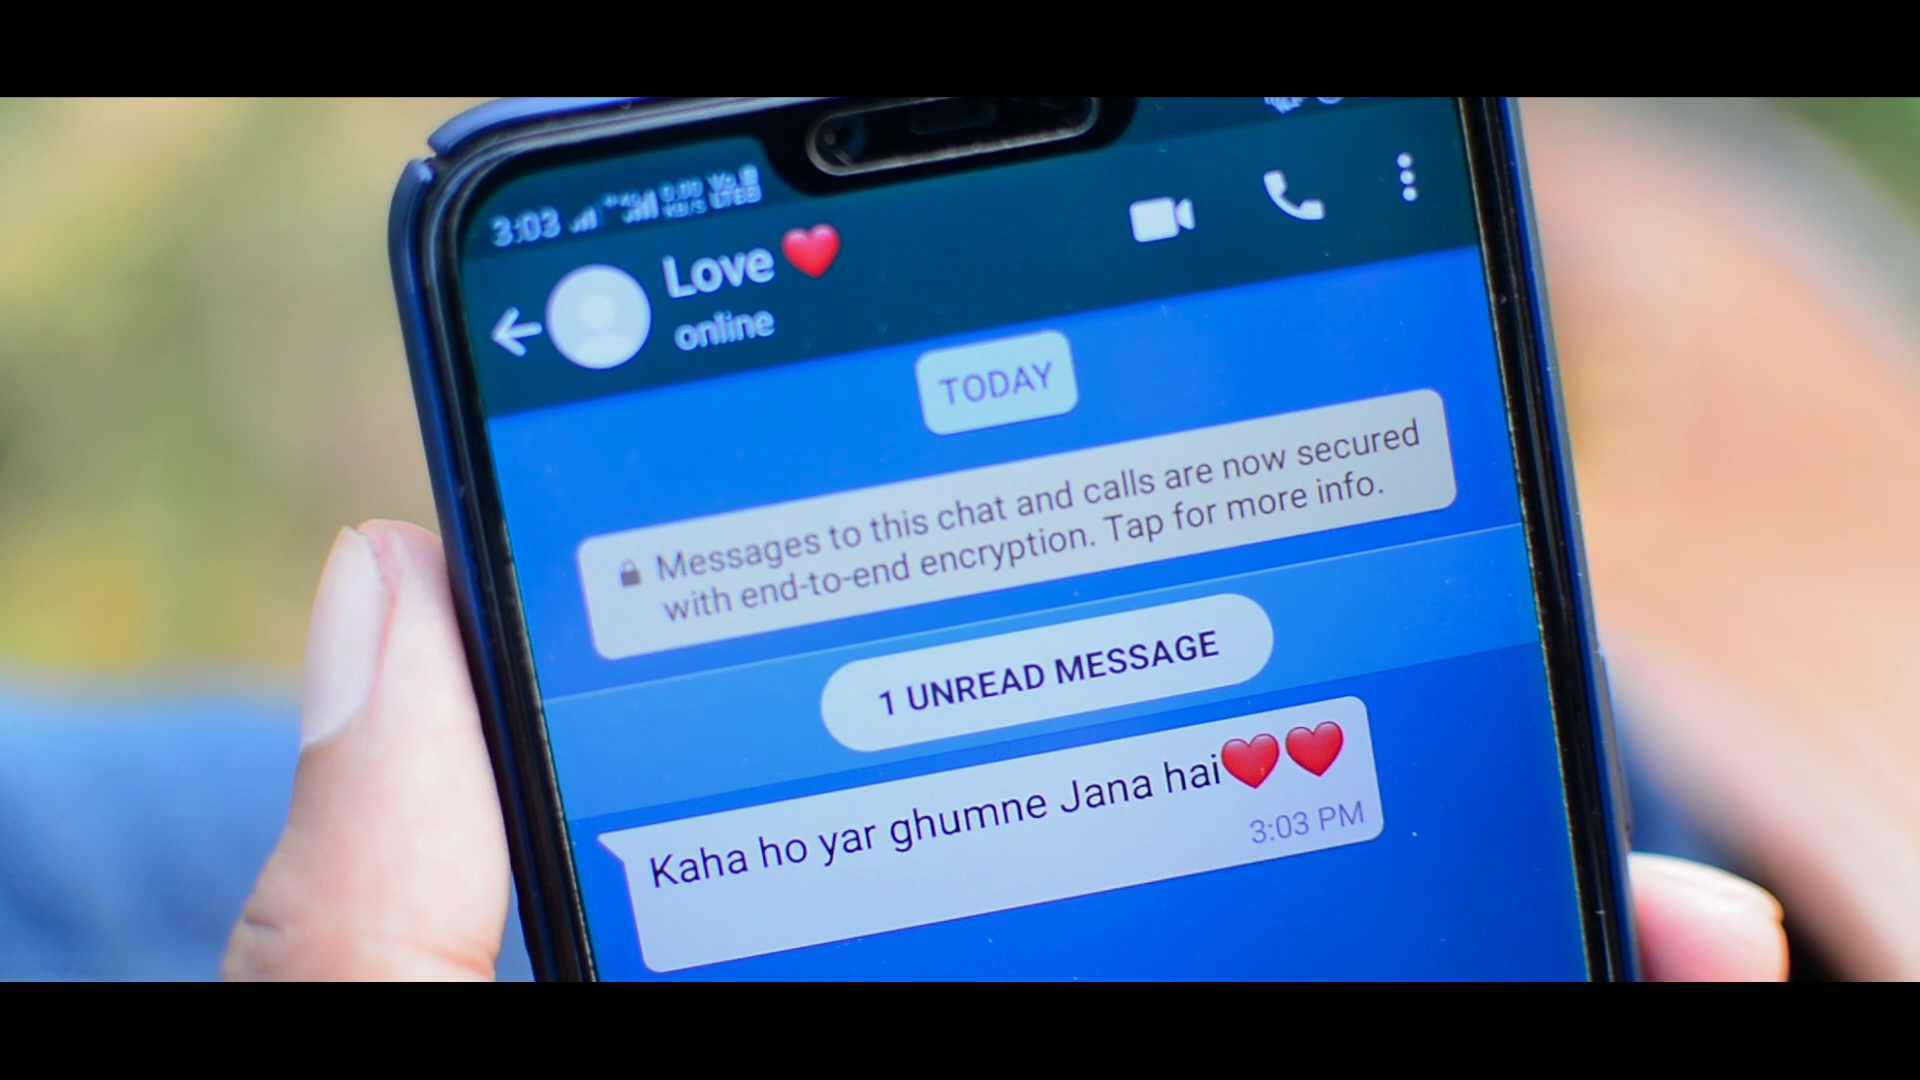 3:03
Love ❤️
online
TODAY
🔒 Messages to this chat and calls are now secured
with end-to-end encryption. Tap for more info.
1 UNREAD MESSAGE
Kaha ho yar ghumne Jana hai❤️❤️
3:03 PM